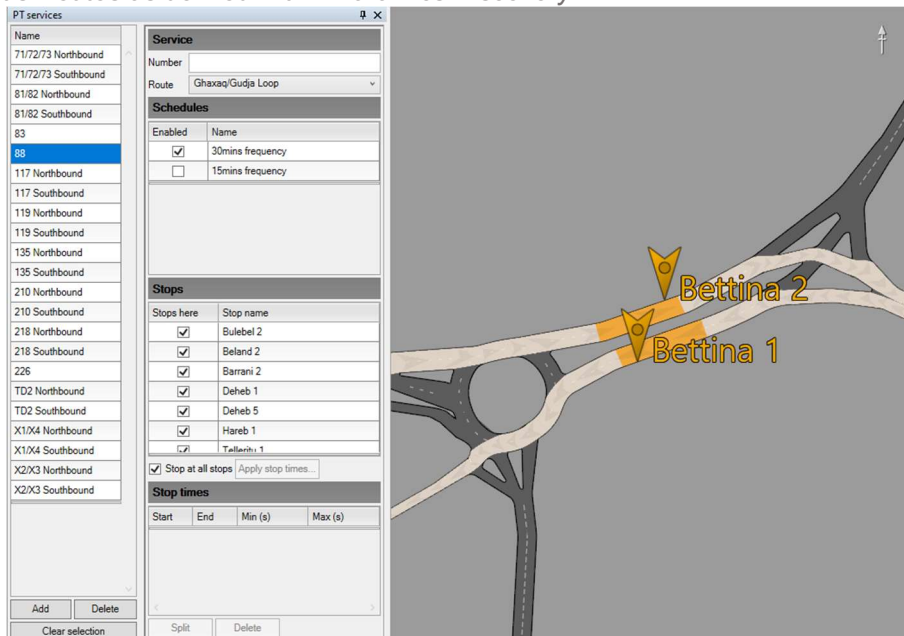 PT services
Name
71/72/73 Northbound
71/72/73 Southbound
81/82 Northbound
81/82 Southbound
83
88
117 Northbound
117 Southbound
119 Northbound
119 Southbound
135 Northbound
135 Southbound
210 Northbound
210 Southbound
218 Northbound
218 Southbound
226
TD2 Northbound
TD2 Southbound
X1/X4 Northbound
X1/X4 Southbound
X2/X3 Northbound
X2/X3 Southbound
Add Delete
Clear selection
Service
Number
Route Ghaxaq/Gudja Loop
Schedules
Enabled Name
30mins frequency
15mins frequency
Stops
Stops here Stop name
Bulebel 2
Beland 2
Barrani 2
Deheb 1
Deheb 5
Hareb 1
Telleritu 1
Stop at all stops Apply stop times...
Stop times
Start End Min (s) Max (s)
Split Delete
Bettina 2
Bettina 1